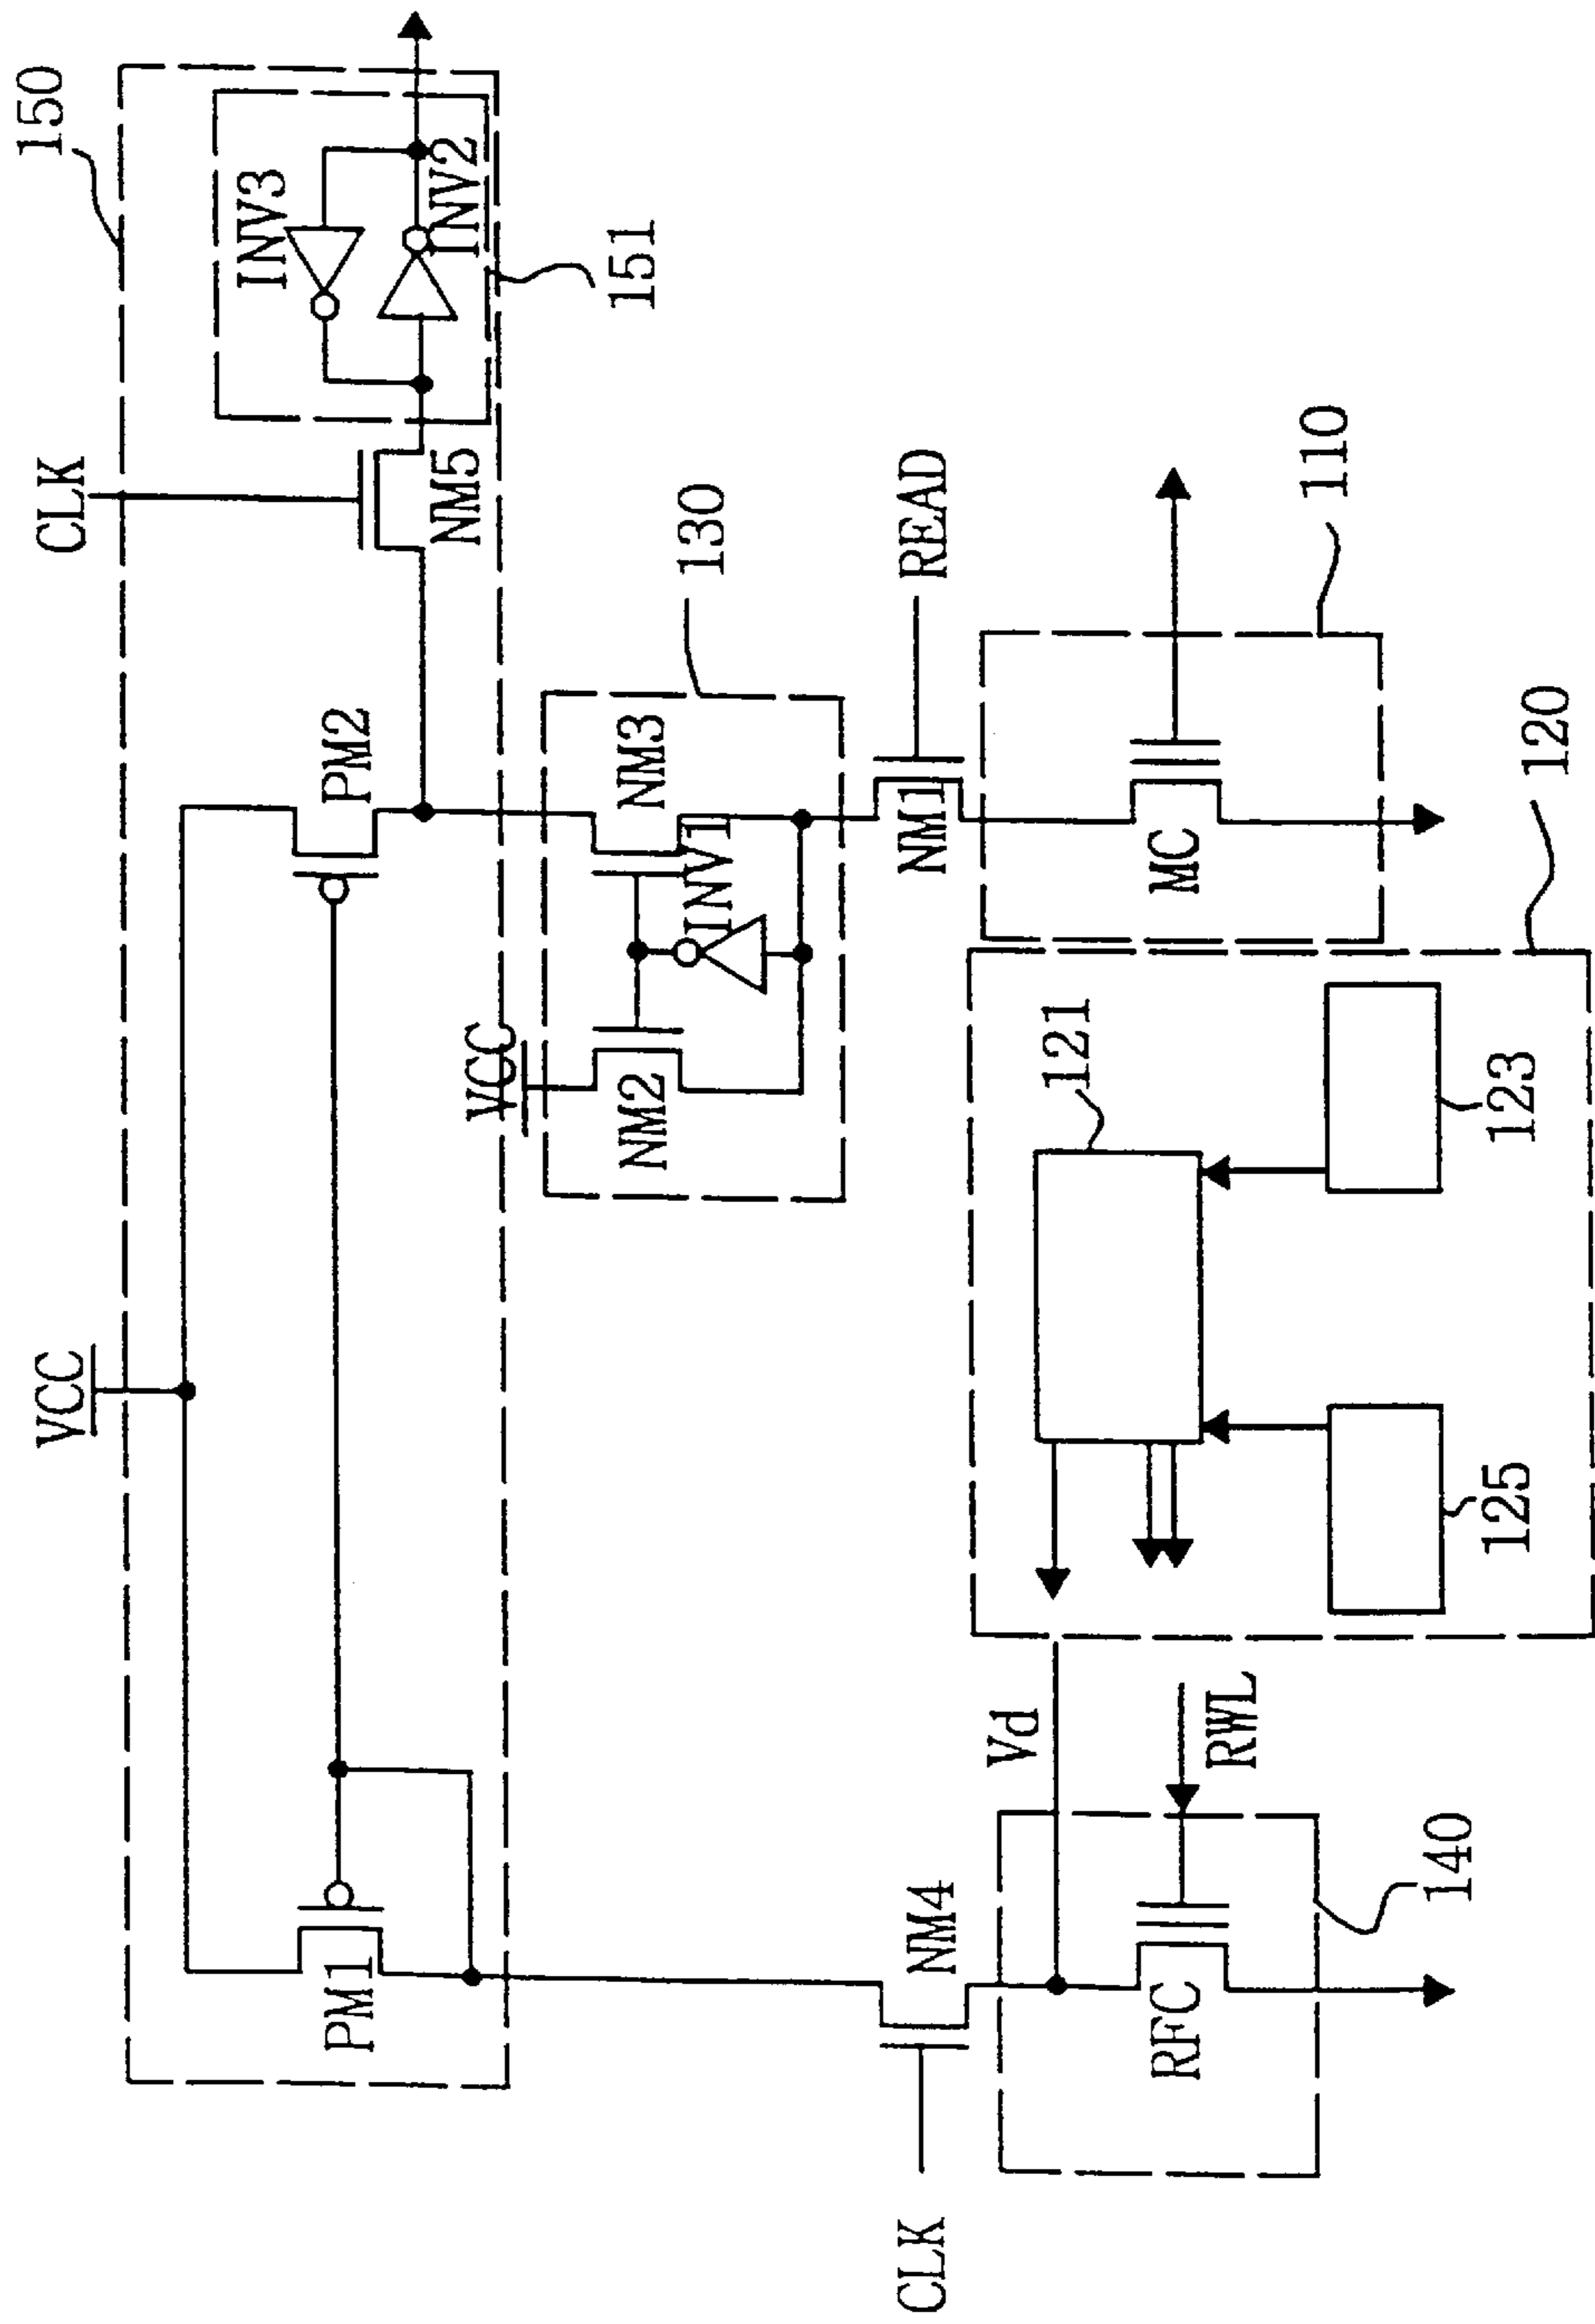 150
CLK
VCC
INV3
INV2
151
NM5
PM2
PM1
130
VCC
NM3
INV1
NM2
READ
NM1
110
MC
120
121
123
125
Vd
RWL
NM4
CLK
RFC
140